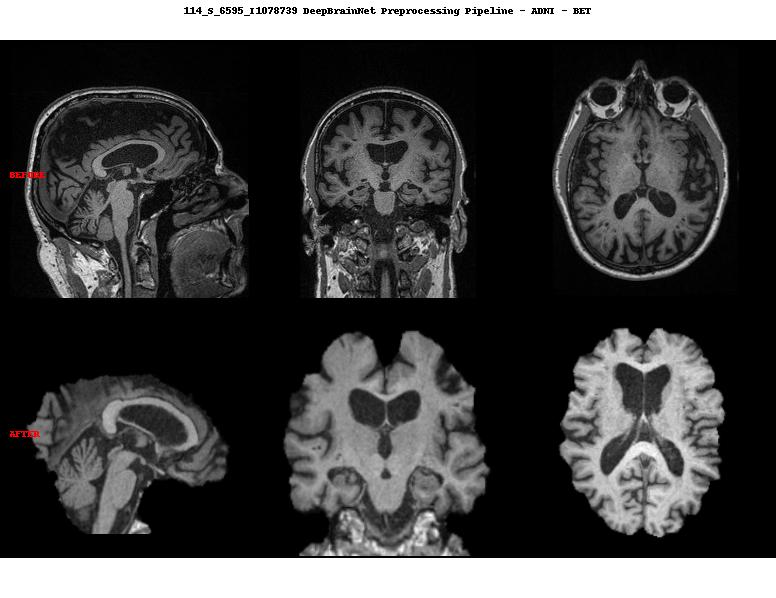 114_S_6595_I1078739 DeepBrainNet Preprocessing Pipeline - ADNI - BET
BEFORE
AFTER